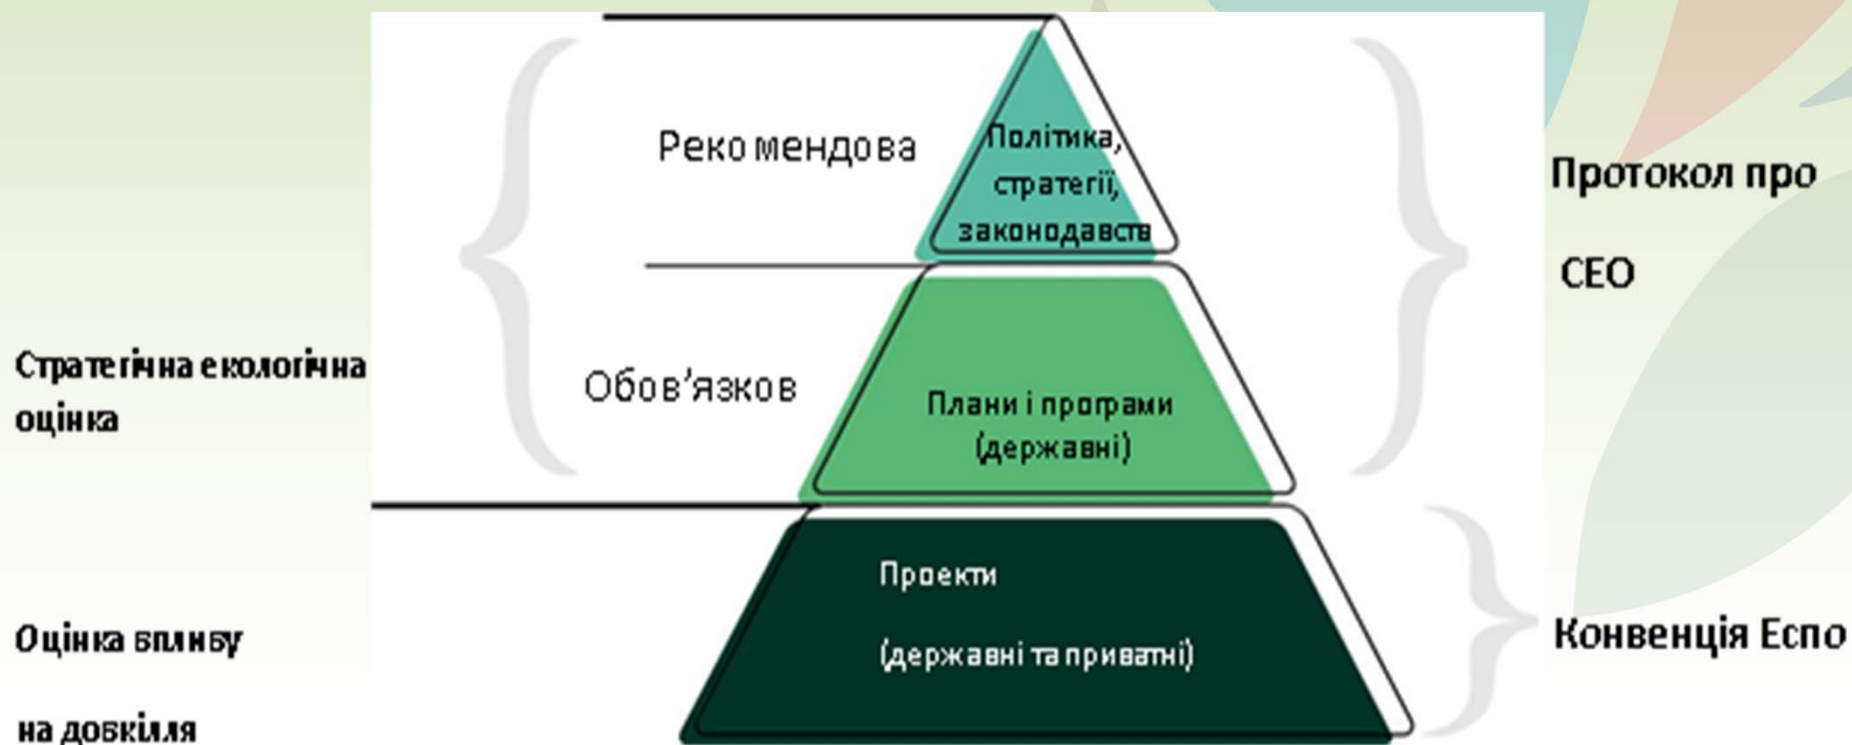 Рекомендова
Політика,
стратегії,
законодавств
Протокол про
СЕО
Стратегічна екологічна
оцінка
Обов'язков
Плани і програми
(державні)
Проекти
(державні та приватні)
Оцінка впливу
на довкілля
Конвенція Еспо